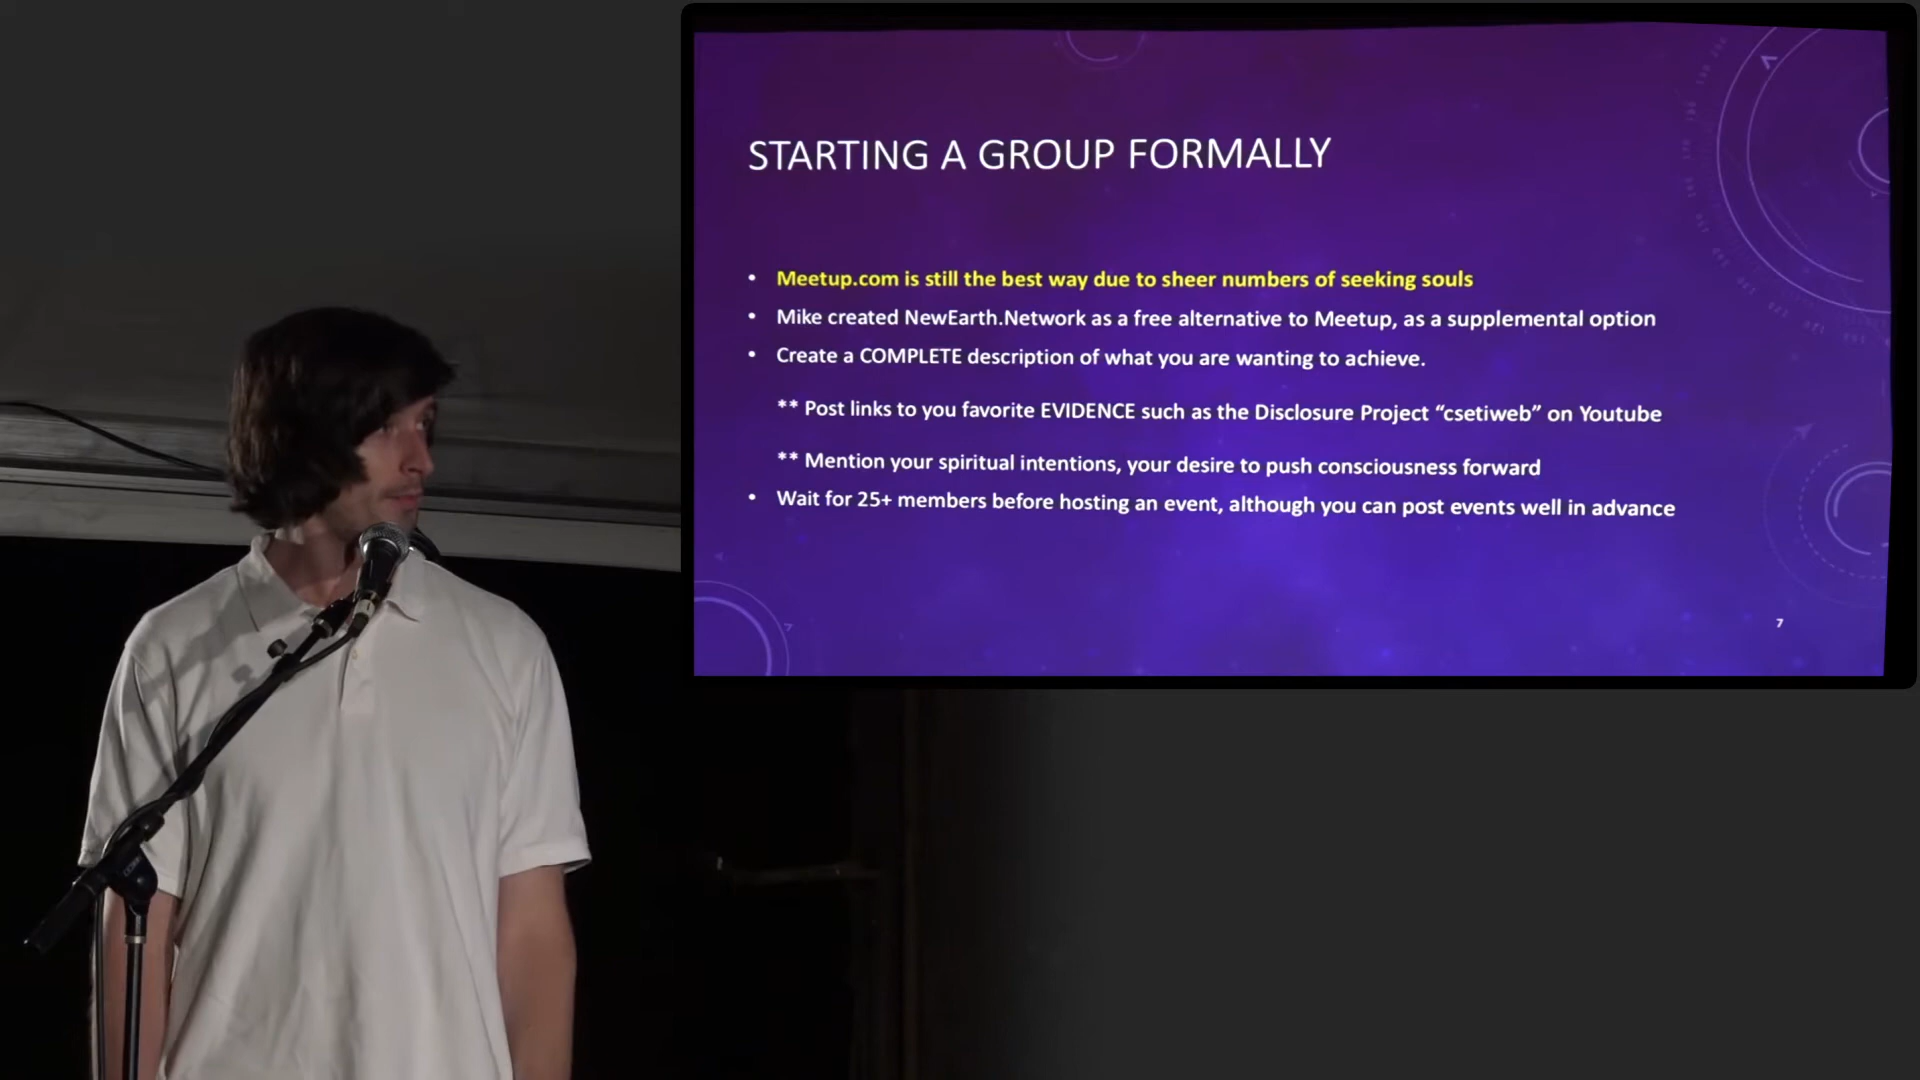 STARTING A GROUP FORMALLY
• Meetup.com is still the best way due to sheer numbers of seeking souls
• Mike created NewEarth.Network as a free alternative to Meetup, as a supplemental option
• Create a COMPLETE description of what you are wanting to achieve.
** Post links to you favorite EVIDENCE such as the Disclosure Project “csetiweb” on Youtube
** Mention your spiritual intentions, your desire to push consciousness forward
• Wait for 25+ members before hosting an event, although you can post events well in advance
7